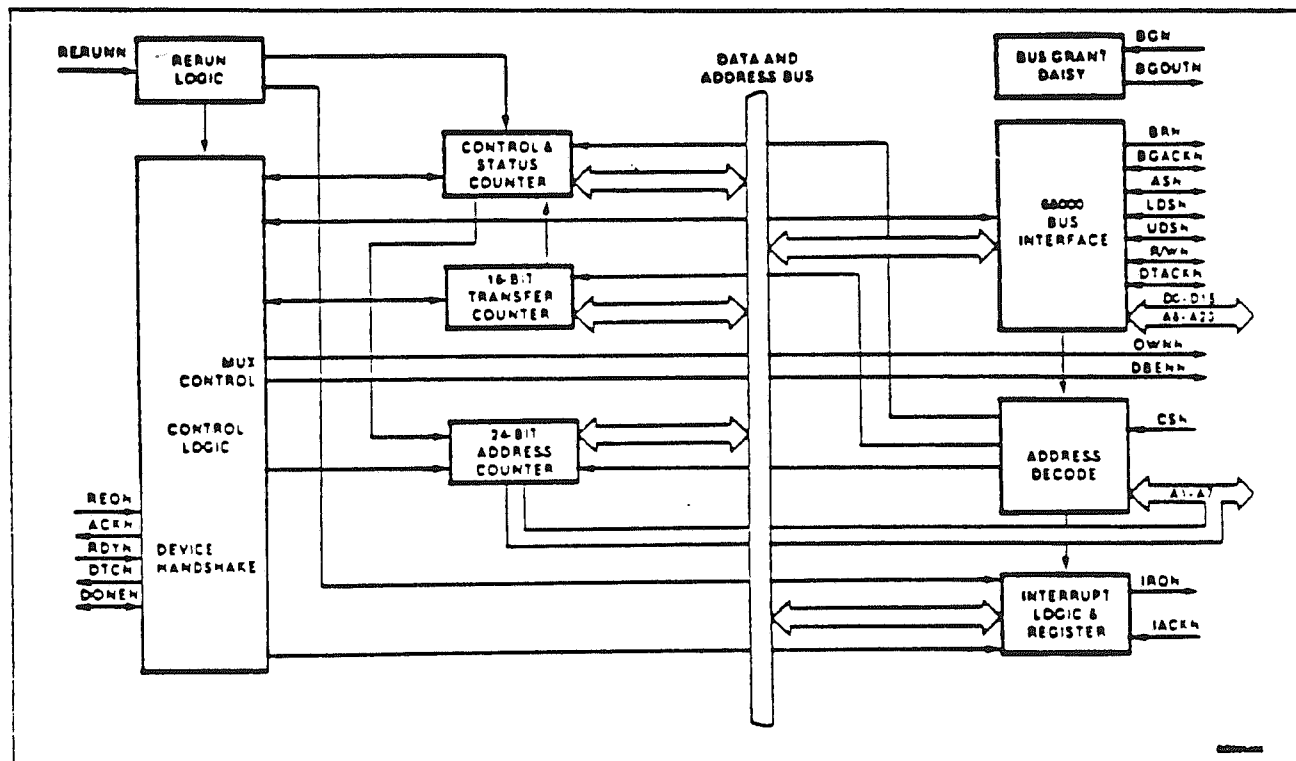 RERUNN
RERUN
LOGIC
DATA AND
ADDRESS BUS
BUS GRANT
DAISY
BGN
BGOUTN
CONTROL &
STATUS
COUNTER
68000
BUS
INTERFACE
BRN
BGACKN
ASN
LDSN
UDSN
R/WN
DTACKN
D0-D15
A8-A23
16-BIT
TRANSFER
COUNTER
MUX
CONTROL
OWNN
DBENN
CONTROL
LOGIC
24-BIT
ADDRESS
COUNTER
ADDRESS
DECODE
CSN
A1-A7
REQN
ACKN
RDYN
DTCN
DONEN
DEVICE
HANDSHAKE
INTERRUPT
LOGIC &
REGISTER
IRQN
IACKN